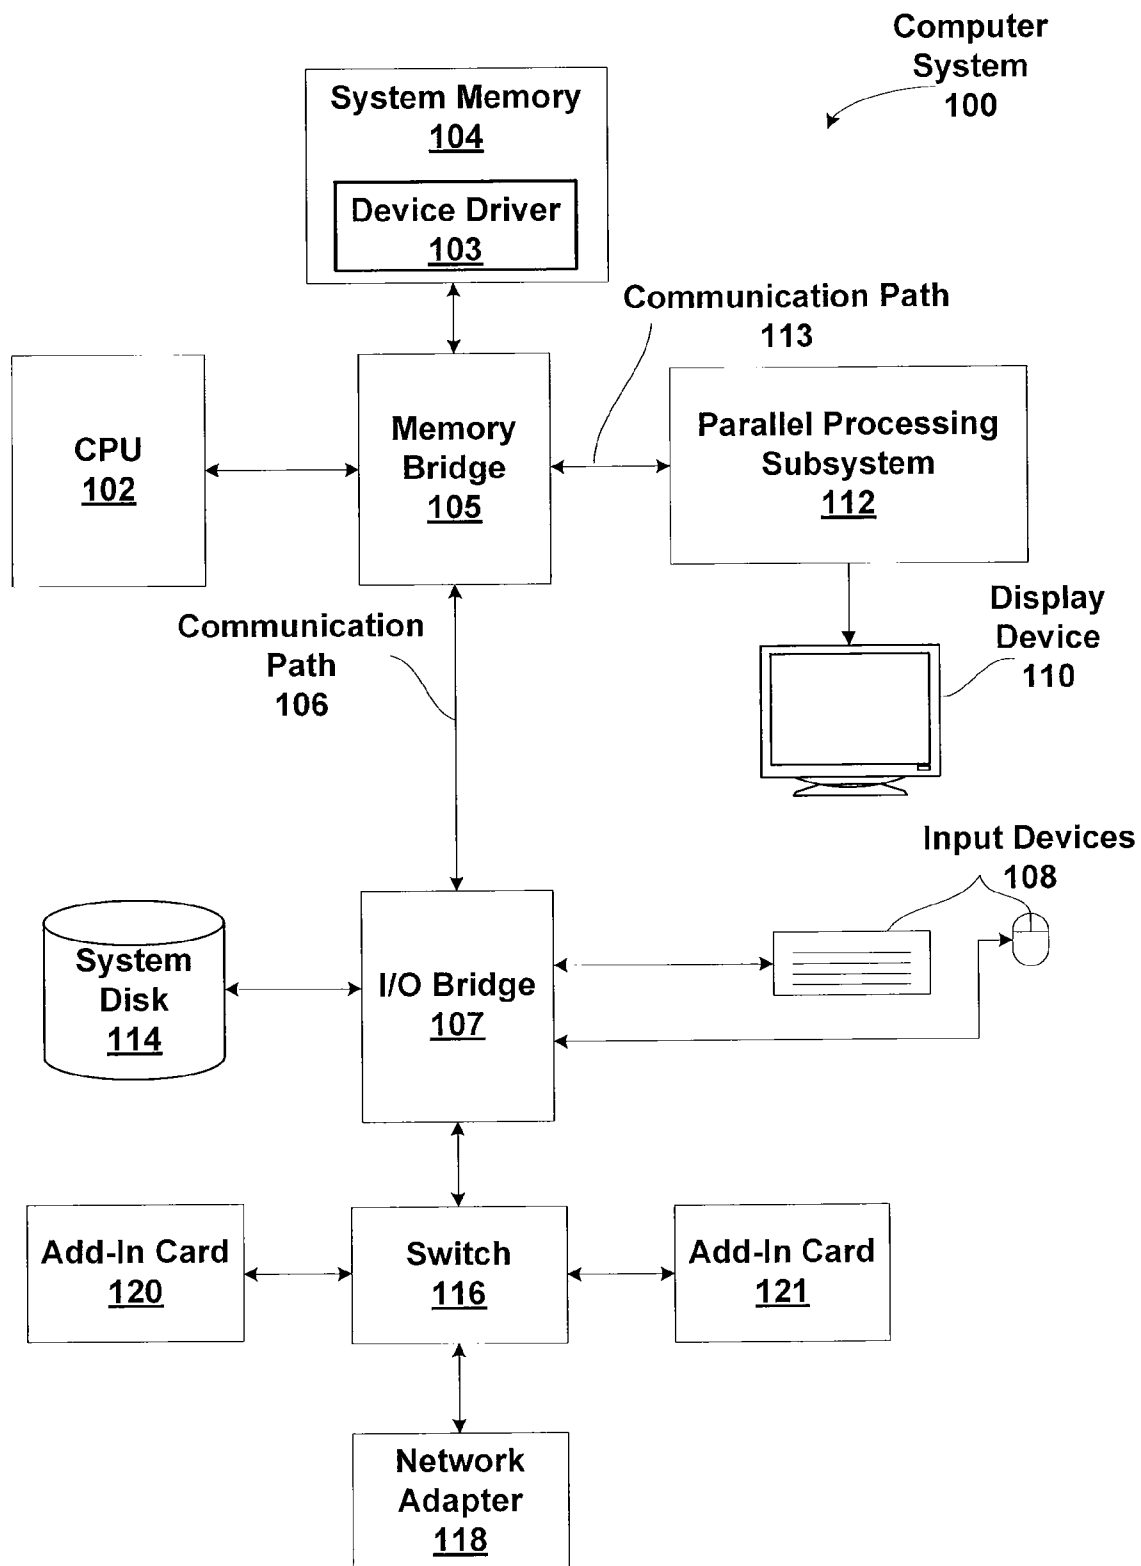 Computer
System
100
System Memory
104
Device Driver
103
Communication Path
113
CPU
102
Memory
Bridge
105
Parallel Processing
Subsystem
112
Communication
Path
106
Display
Device
110
Input Devices
108
System
Disk
114
I/O Bridge
107
Add-In Card
120
Switch
116
Add-In Card
121
Network
Adapter
118